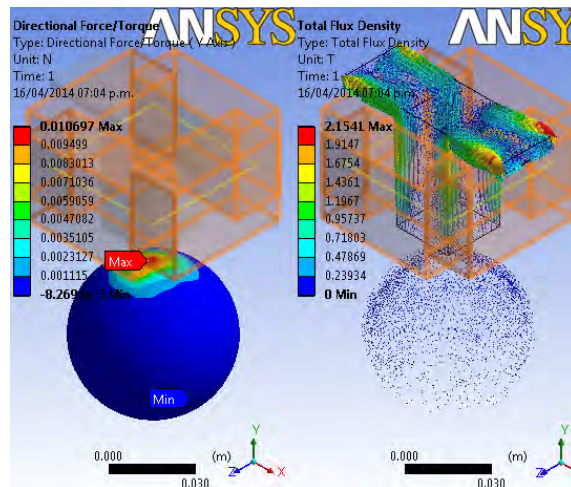 ANSYS
Directional Force/Torque
Type: Directional Force/Torque ( Y Axis )
Unit: N
Time: 1
16/04/2014 07:04 p.m.
0.010697 Max
0.009499
0.0083013
0.0071036
0.0059059
0.0047082
0.0035105
0.0023127
0.001115
Min
Max
Min
0.000
(m)
0.030
Y
Z
X
ANSYS
Total Flux Density
Type: Total Flux Density
Unit: T
Time: 1
16/04/2014 07:04 p.m.
2.1541 Max
1.9147
1.6754
1.4361
1.1967
0.95737
0.71803
0.47869
0.23934
0 Min
0.000
(m)
0.030
Y
Z